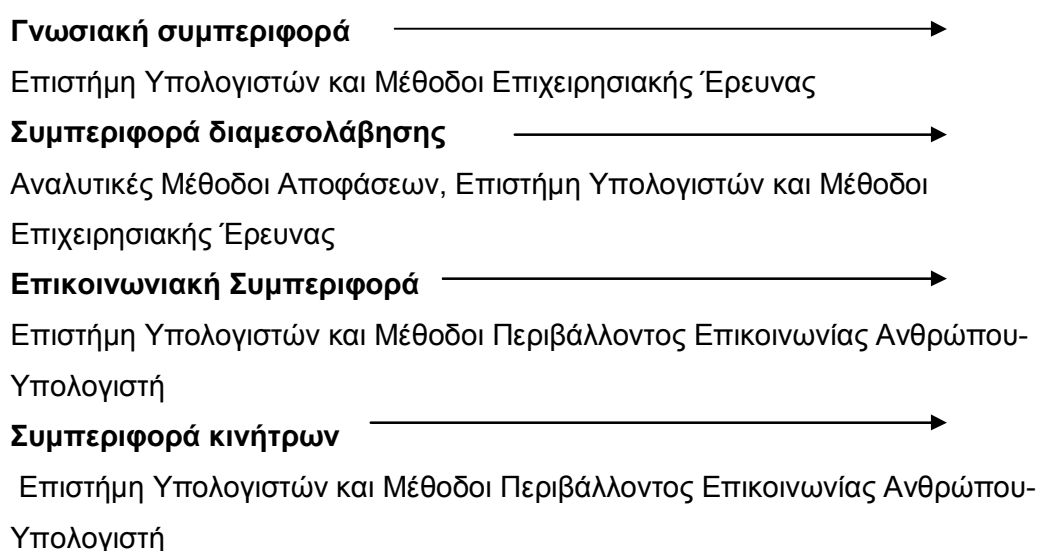 Γνωσιακή συμπεριφορά
Επιστήμη Υπολογιστών και Μέθοδοι Επιχειρησιακής Έρευνας
Συμπεριφορά διαμεσολάβησης
Αναλυτικές Μέθοδοι Αποφάσεων, Επιστήμη Υπολογιστών και Μέθοδοι
Επιχειρησιακής Έρευνας
Επικοινωνιακή Συμπεριφορά
Επιστήμη Υπολογιστών και Μέθοδοι Περιβάλλοντος Επικοινωνίας Ανθρώπου-
Υπολογιστή
Συμπεριφορά κινήτρων
Επιστήμη Υπολογιστών και Μέθοδοι Περιβάλλοντος Επικοινωνίας Ανθρώπου-
Υπολογιστή